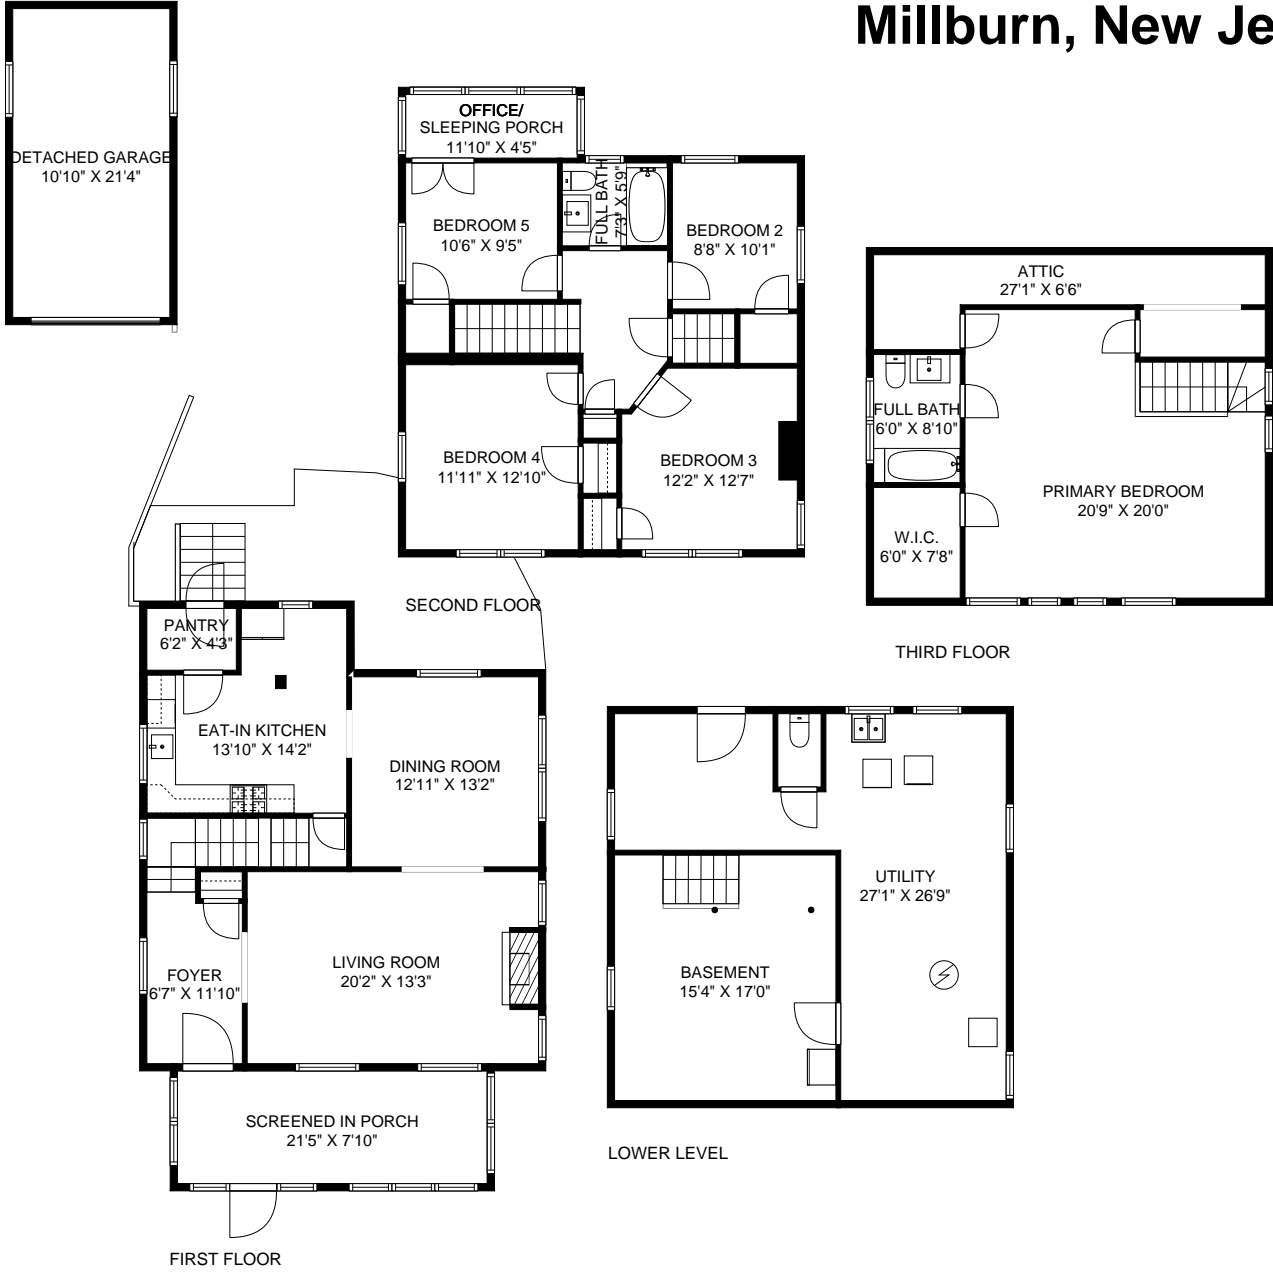 Millburn, New Je
DETACHED GARAGE
10'10" X 21'4"
OFFICE/
SLEEPING PORCH
11'10" X 4'5"
BEDROOM 5
10'6" X 9'5"
FULL BATH
7'3" X 5'9"
BEDROOM 2
8'8" X 10'1"
BEDROOM 4
11'11" X 12'10"
BEDROOM 3
12'2" X 12'7"
SECOND FLOOR
ATTIC
27'1" X 6'6"
FULL BATH
6'0" X 8'10"
PRIMARY BEDROOM
20'9" X 20'0"
W.I.C.
6'0" X 7'8"
THIRD FLOOR
PANTRY
6'2" X 4'3"
EAT-IN KITCHEN
13'10" X 14'2"
DINING ROOM
12'11" X 13'2"
LIVING ROOM
20'2" X 13'3"
FOYER
6'7" X 11'10"
SCREENED IN PORCH
21'5" X 7'10"
FIRST FLOOR
UTILITY
27'1" X 26'9"
BASEMENT
15'4" X 17'0"
LOWER LEVEL